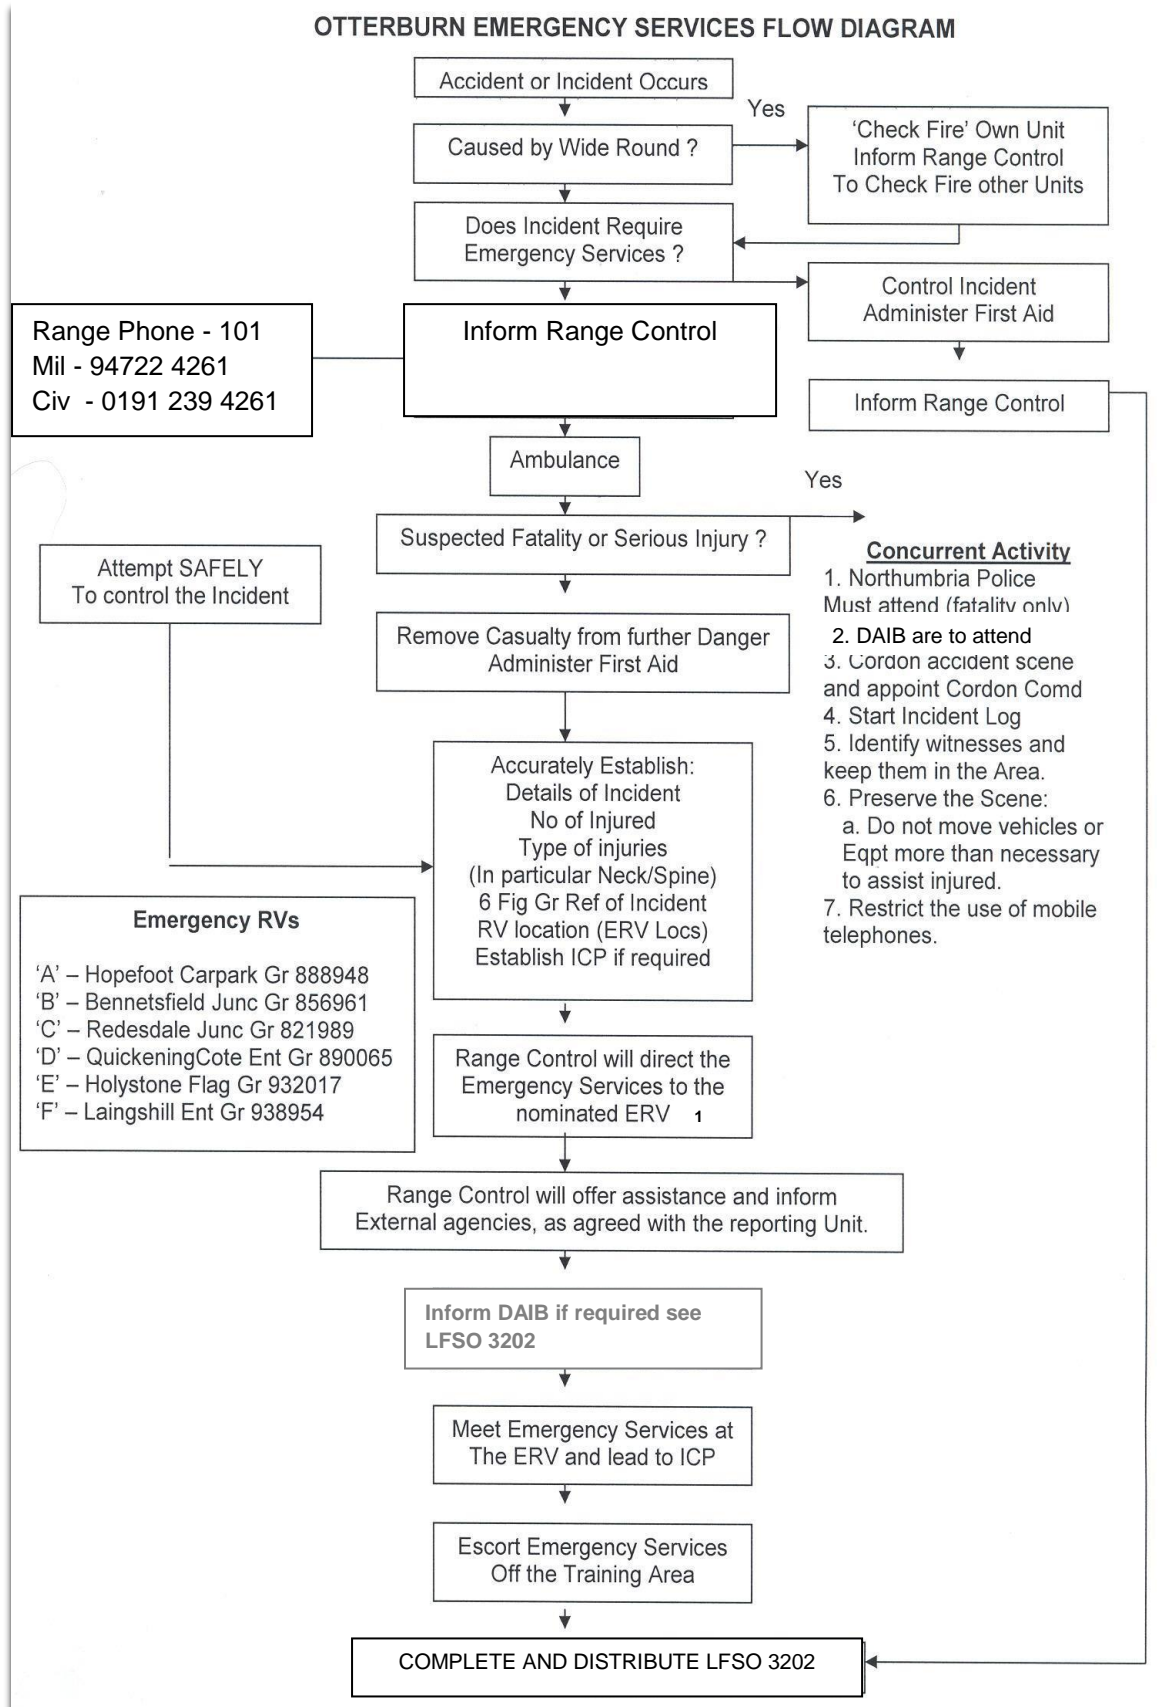 OTTERBURN EMERGENCY SERVICES FLOW DIAGRAM
Accident or Incident Occurs
Yes
Caused by Wide Round ?
'Check Fire' Own Unit
Inform Range Control
To Check Fire other Units
Does Incident Require
Emergency Services ?
Control Incident
Administer First Aid
Range Phone - 101
Mil - 94722 4261
Civ - 0191 239 4261
Inform Range Control
Inform Range Control
Ambulance
Yes
Suspected Fatality or Serious Injury ?
Attempt SAFELY
To control the Incident
Concurrent Activity
1. Northumbria Police
Must attend (fatality only)
2. DAIB are to attend
3. Cordon accident scene
and appoint Cordon Comd
4. Start Incident Log
5. Identify witnesses and
keep them in the Area.
6. Preserve the Scene:
a. Do not move vehicles or
Eqpt more than necessary
to assist injured.
7. Restrict the use of mobile
telephones.
Remove Casualty from further Danger
Administer First Aid
Accurately Establish:
Details of Incident
No of Injured
Type of injuries
(In particular Neck/Spine)
6 Fig Gr Ref of Incident
RV location (ERV Locs)
Establish ICP if required
Emergency RVs
'A' – Hopefoot Carpark Gr 888948
'B' – Bennetsfield Junc Gr 856961
'C' – Redesdale Junc Gr 821989
'D' – QuickeningCote Ent Gr 890065
'E' – Holystone Flag Gr 932017
'F' – Laingshill Ent Gr 938954
Range Control will direct the
Emergency Services to the
nominated ERV 1
Range Control will offer assistance and inform
External agencies, as agreed with the reporting Unit.
Inform DAIB if required see
LFSO 3202
Meet Emergency Services at
The ERV and lead to ICP
Escort Emergency Services
Off the Training Area
COMPLETE AND DISTRIBUTE LFSO 3202